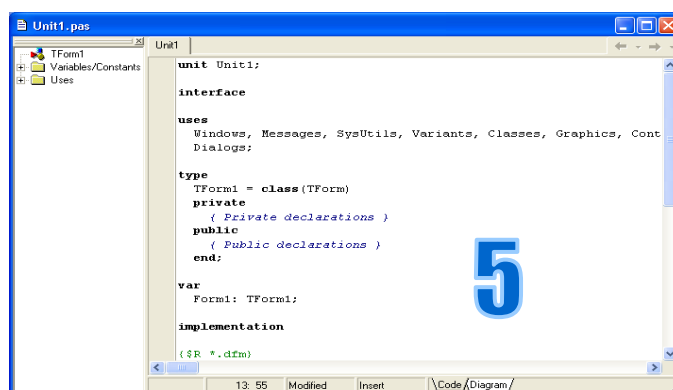 Unit1.pas
TForm1
Variables/Constants
Uses
Unit1
unit Unit1;
interface
uses
Windows, Messages, SysUtils, Variants, Classes, Graphics, Cont
Dialogs;
type
TForm1 = class(TForm)
private
{ Private declarations }
public
{ Public declarations }
end;
var
Form1: TForm1;
implementation
{$R *.dfm}
5
13: 55 Modified Insert \Code/Diagram/